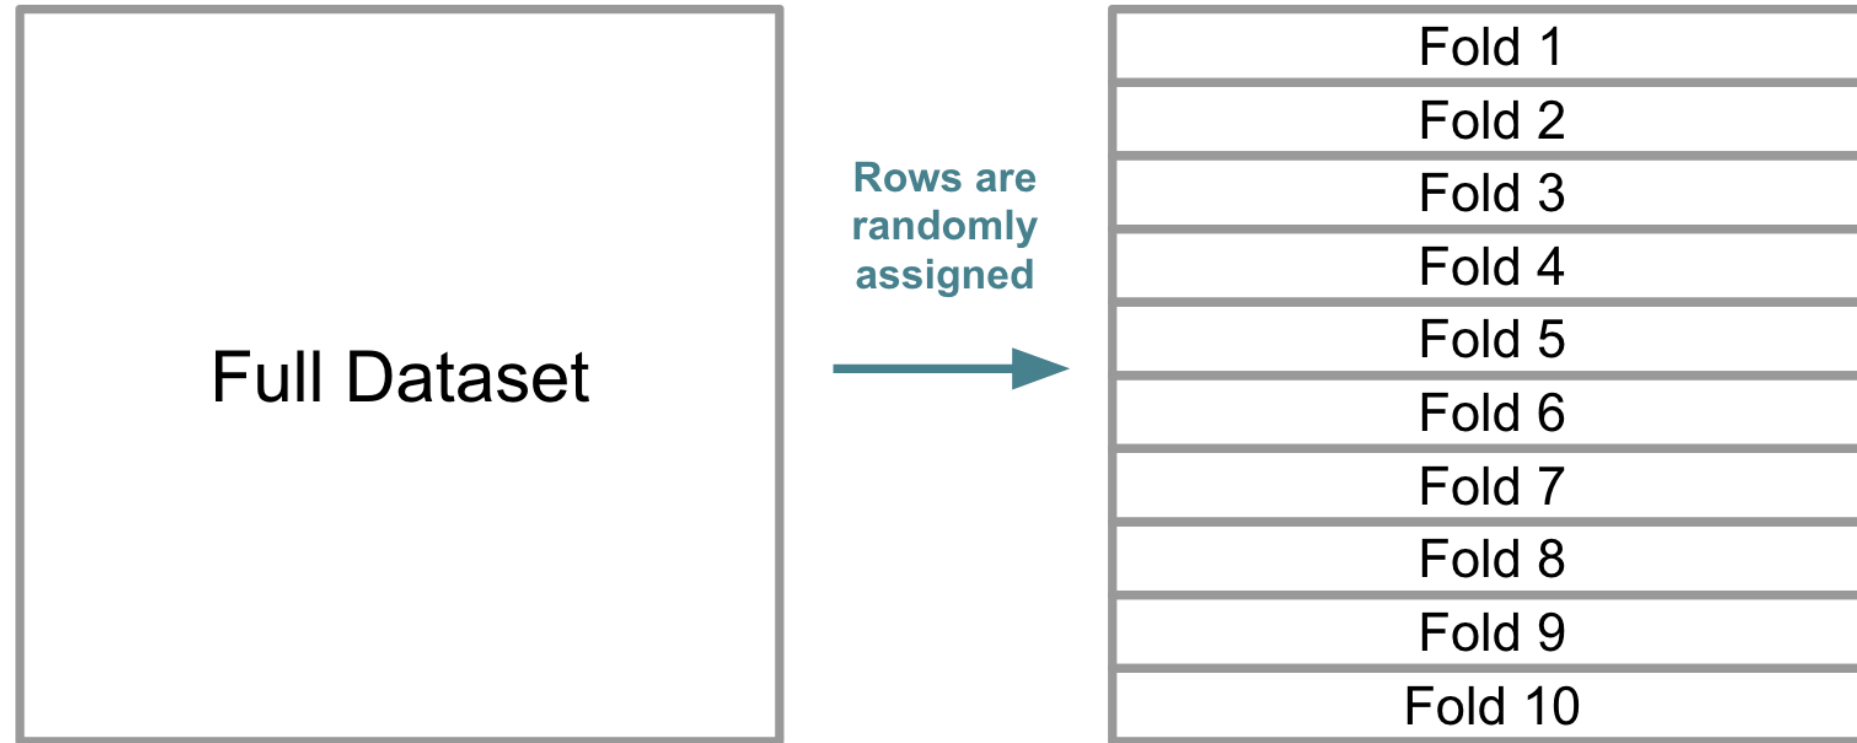 Full Dataset
Rows are
randomly
assigned
Fold 1
Fold 2
Fold 3
Fold 4
Fold 5
Fold 6
Fold 7
Fold 8
Fold 9
Fold 10